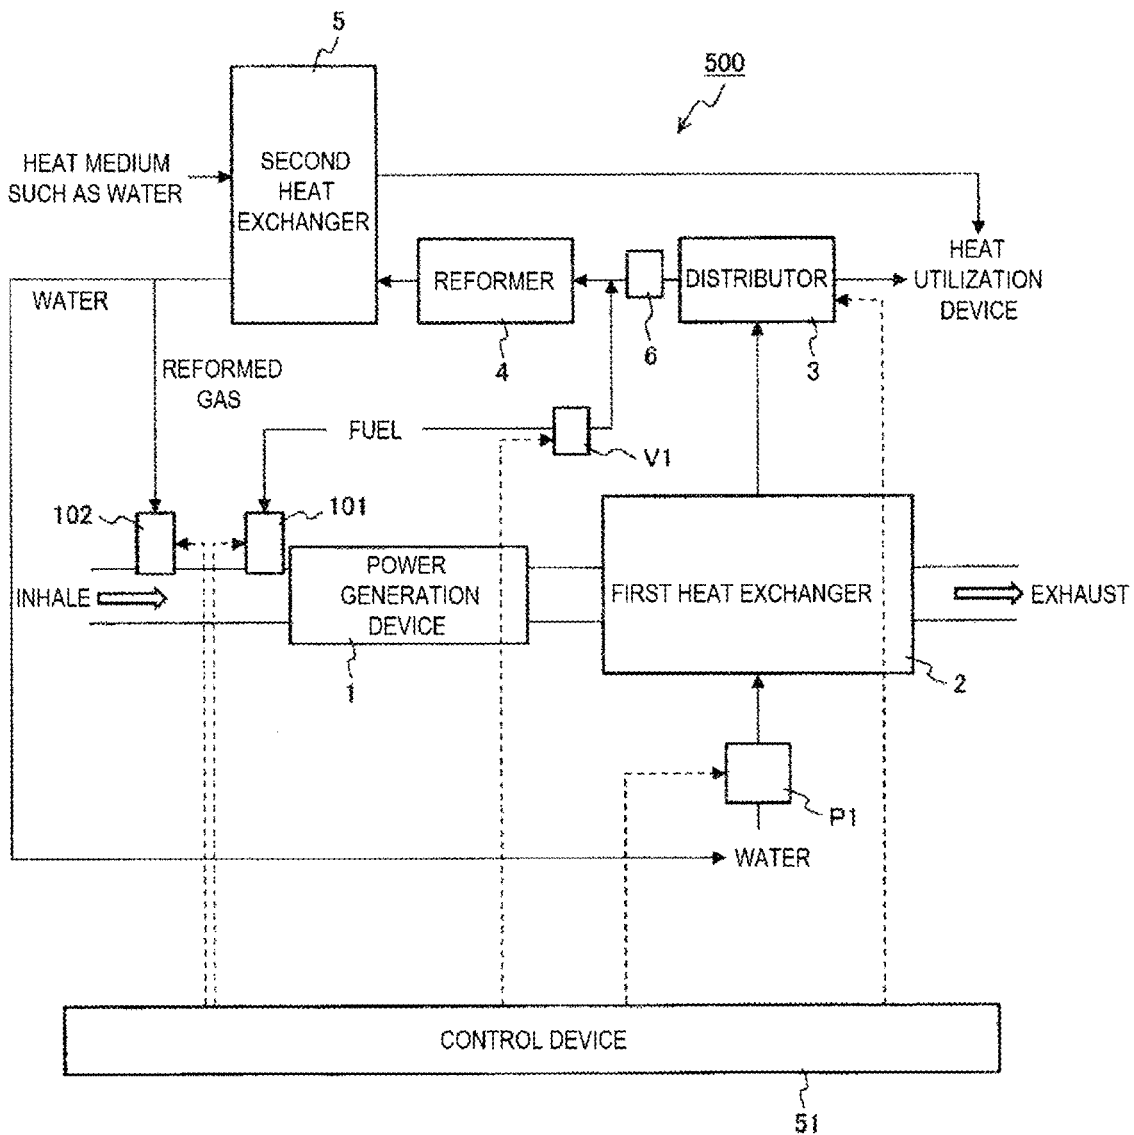 5
500
HEAT MEDIUM
SUCH AS WATER
SECOND
HEAT
EXCHANGER
REFORMER
DISTRIBUTOR
HEAT
UTILIZATION
DEVICE
WATER
4
6
3
REFORMED
GAS
FUEL
V1
102
101
INHALE
POWER
GENERATION
DEVICE
FIRST HEAT EXCHANGER
EXHAUST
1
2
P1
WATER
CONTROL DEVICE
51